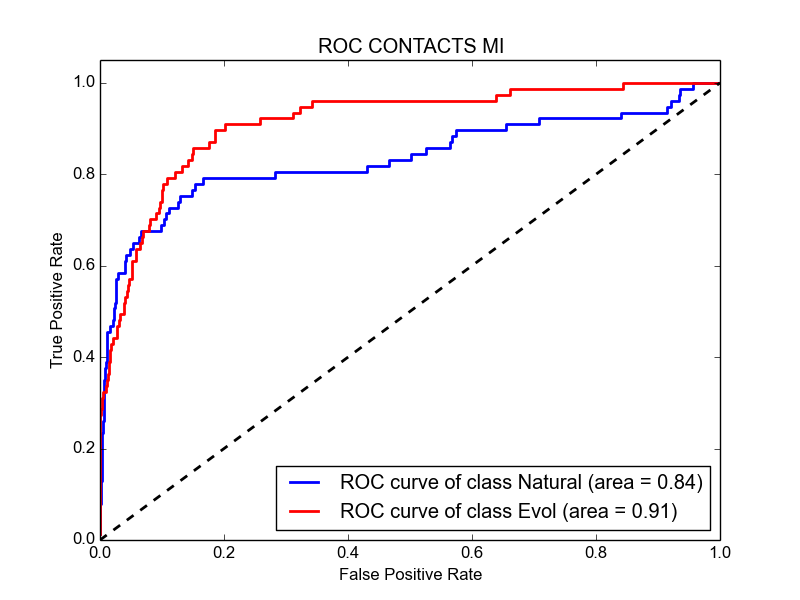 ROC CONTACTS MI
True Positive Rate
1.0
0.8
0.6
0.4
0.2
0.0
0.0 0.2 0.4 0.6 0.8 1.0
False Positive Rate
ROC curve of class Natural (area = 0.84)
ROC curve of class Evol (area = 0.91)